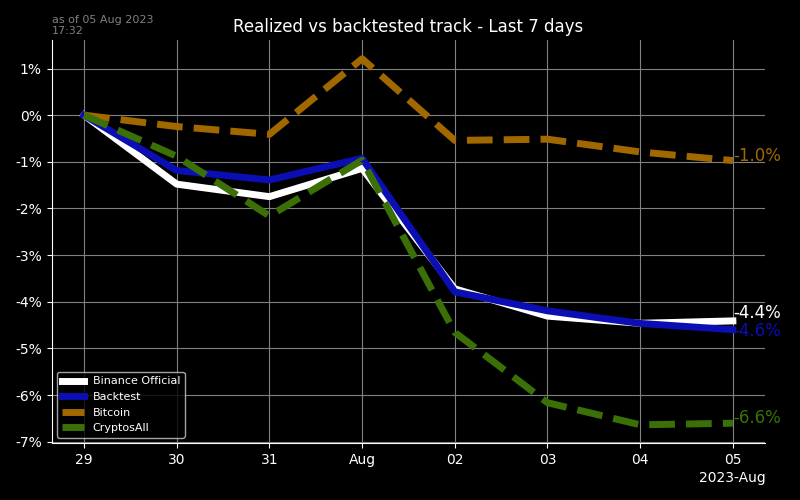 as of 05 Aug 2023
17:32
Realized vs backtested track - Last 7 days
1%
0%
-1%
-2%
-3%
-4%
-5%
-6%
-7%
-1.0%
-4.4%
-4.6%
-6.6%
Binance Official
Backtest
Bitcoin
CryptosAll
29 30 31 Aug 02 03 04 05
2023-Aug